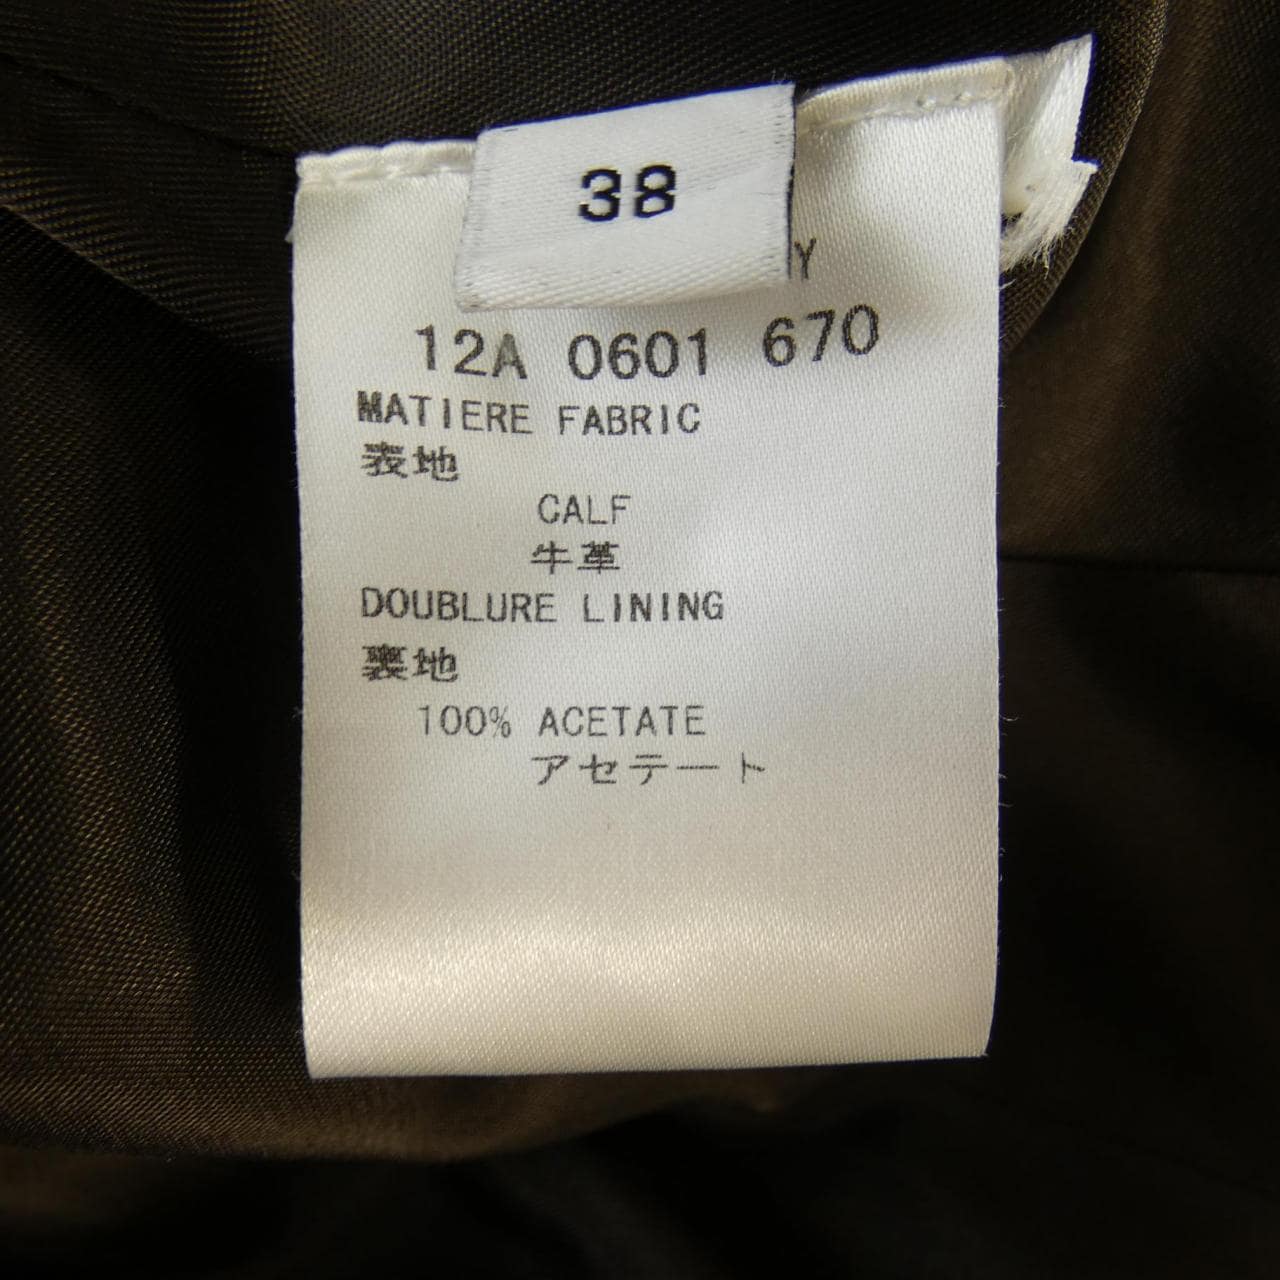 38
Y
12A 0601 670
MATIERE FABRIC
表地
CALF
牛革
DOUBLURE LINING
裏地
100% ACETATE
アセテート